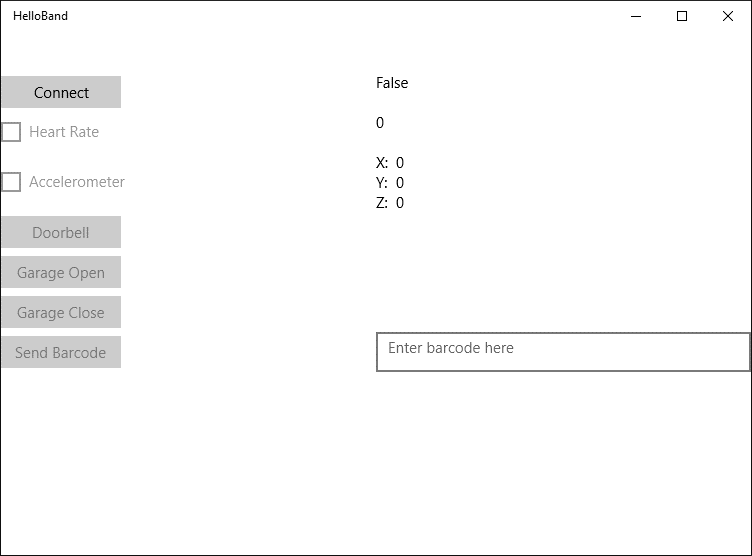 HelloBand
Connect
False
Heart Rate
0
Accelerometer
X: 0
Y: 0
Z: 0
Doorbell
Garage Open
Garage Close
Send Barcode
Enter barcode here